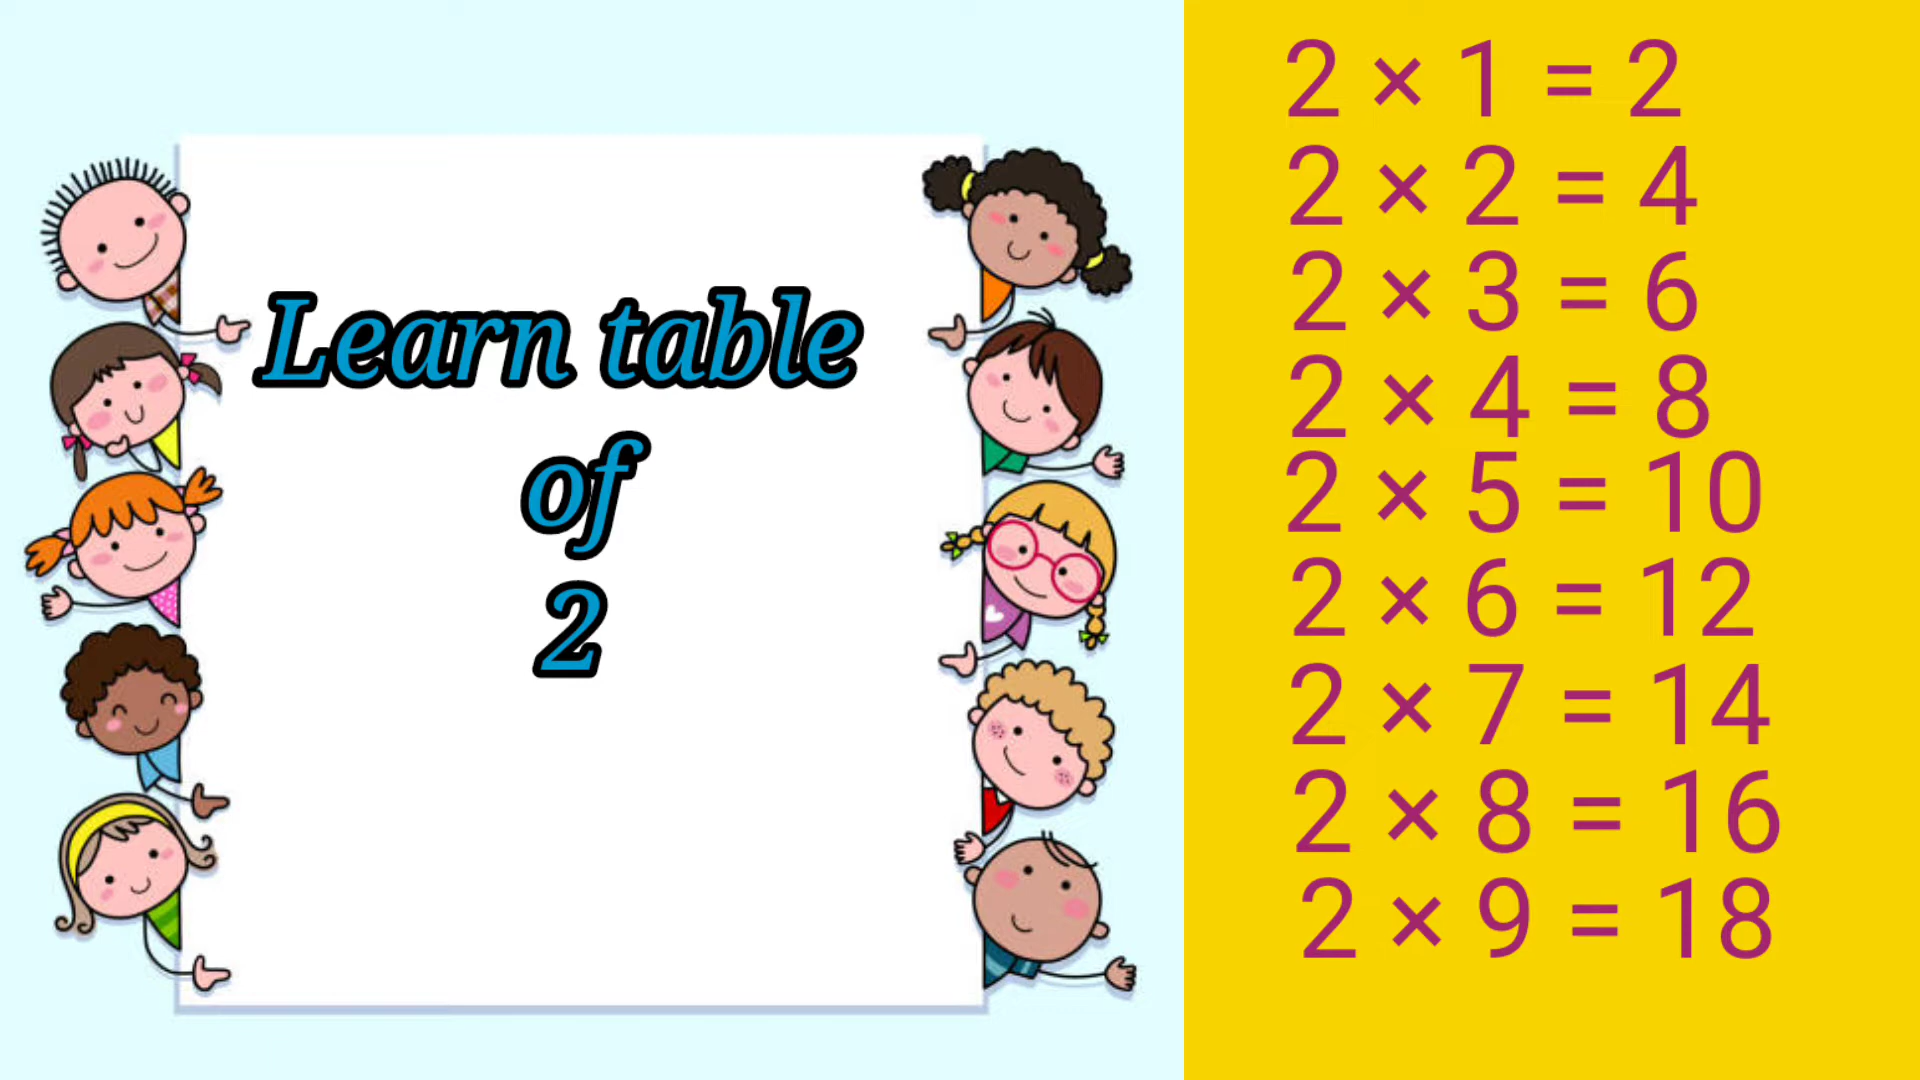 Learn table
of
2
2 × 1 = 2
2 × 2 = 4
2 × 3 = 6
2 × 4 = 8
2 × 5 = 10
2 × 6 = 12
2 × 7 = 14
2 × 8 = 16
2 × 9 = 18